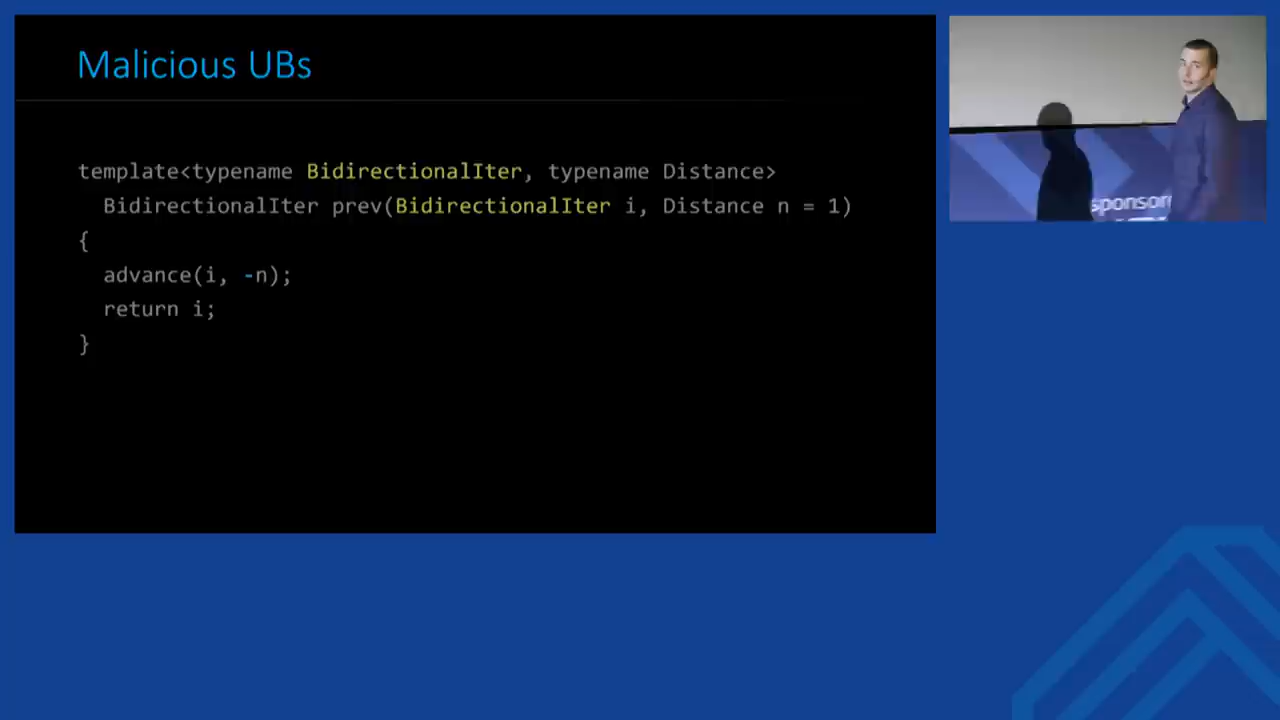 Malicious UBs
template<typename BidirectionalIter, typename Distance>
BidirectionalIter prev(BidirectionalIter i, Distance n = 1)
{
advance(i, -n);
return i;
}
sponsor